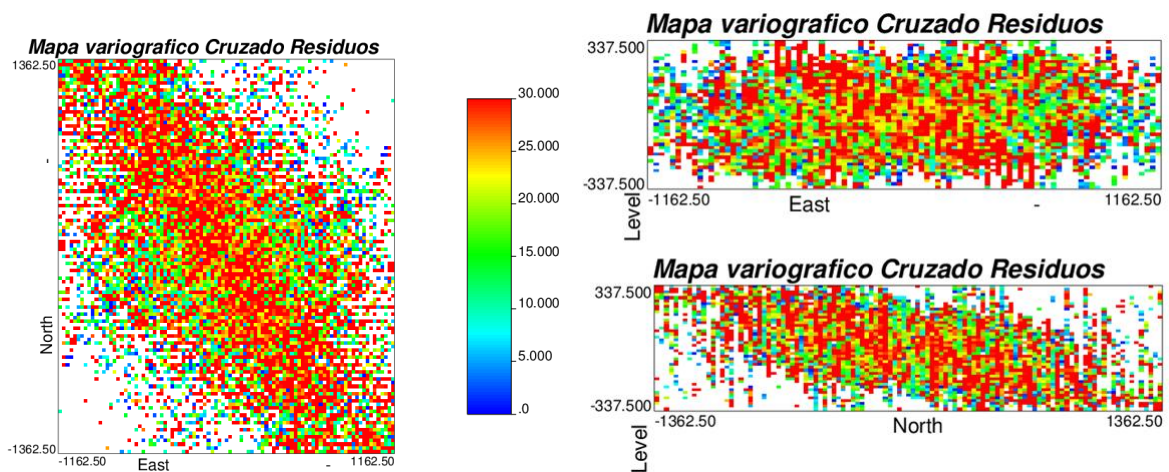 Mapa variografico Cruzado Residuos
1362.50
-
North
-1362.50
-1162.50
East
-
1162.50
30.000
25.000
20.000
15.000
10.000
5.000
.0
Mapa variografico Cruzado Residuos
337.500
-337.500
Level
-1162.50
East
-
1162.50
Mapa variografico Cruzado Residuos
337.500
-337.500
Level
-1362.50
North
1362.50